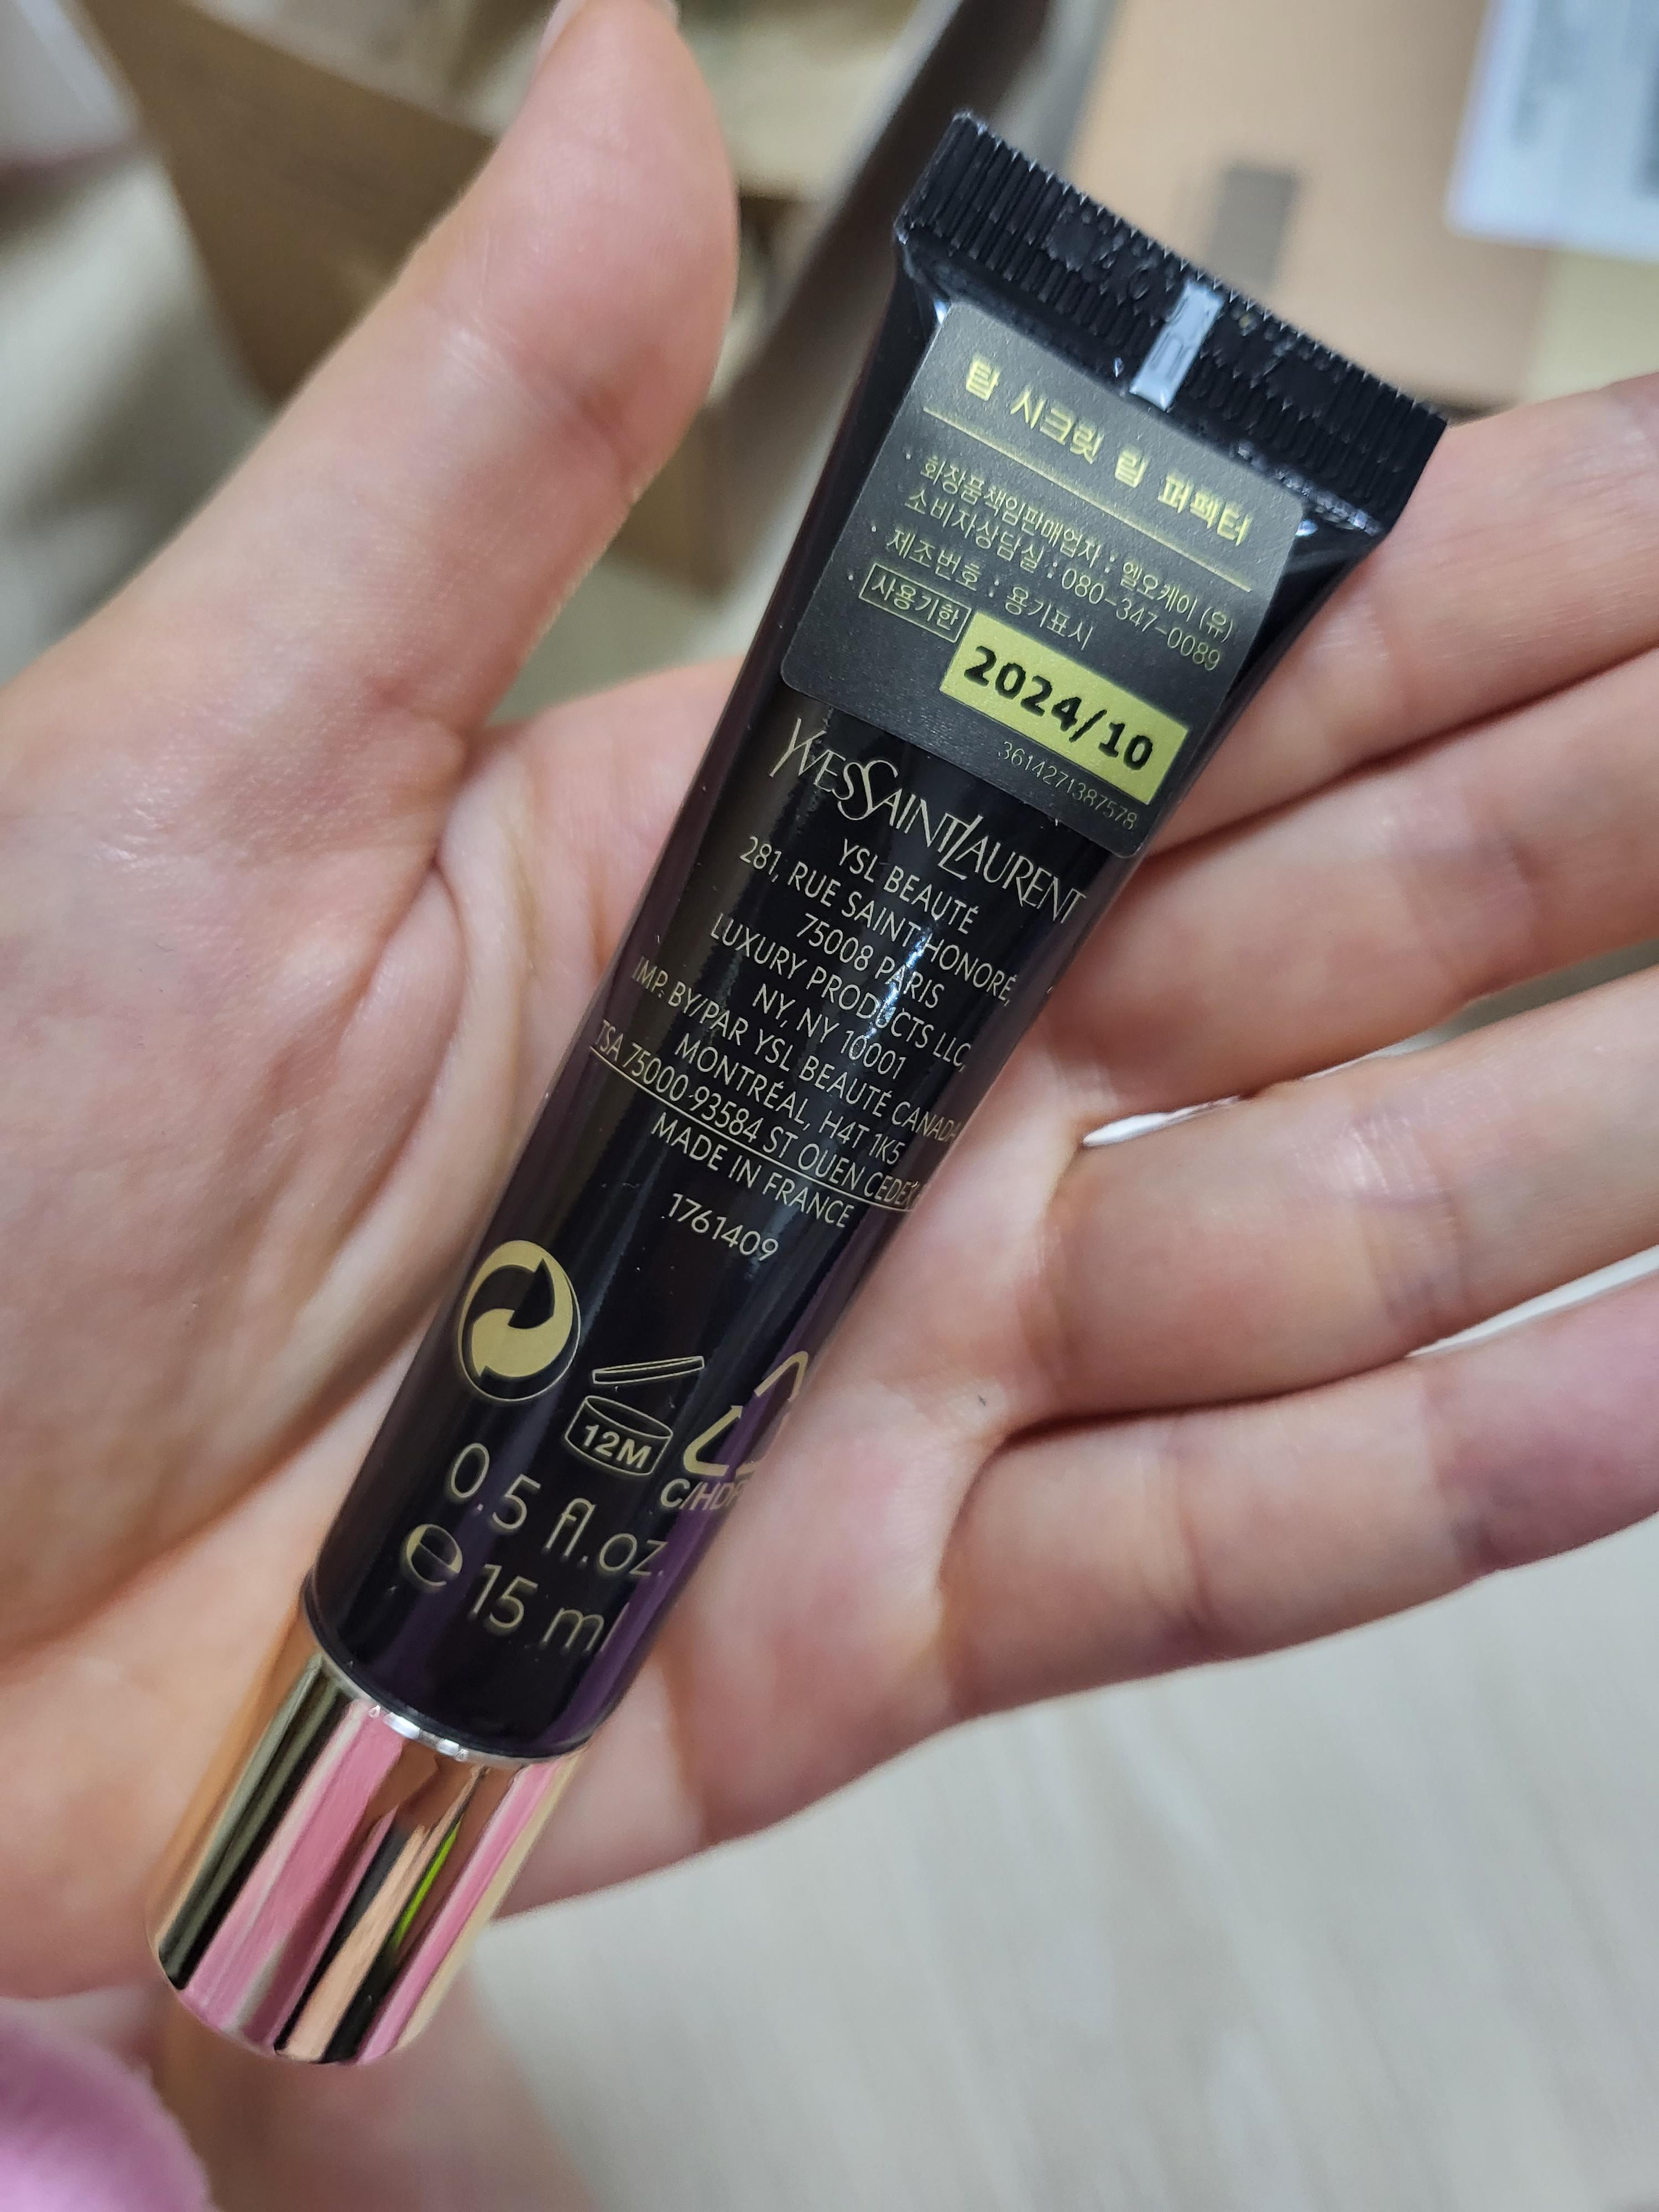 탑 시크릿 립 퍼펙터
· 화장품책임판매업자 : 엘오케이 (유)
소비자상담실 : 080-347-0089
· 제조번호 : 용기표시
· 사용기한 2024/10
3614271387578
YVESSAINTLAURENT
YSL BEAUTÉ
281, RUE SAINT HONORÉ,
75008 PARIS
LUXURY PRODUCTS LLC,
NY, NY 10001
IMP. BY/PAR YSL BEAUTÉ CANADA
MONTRÉAL, H4T 1K5
TSA 75000 93584 ST OUEN CEDEX
MADE IN FRANCE
1761409
12M
0.5 fl.oz.
e 15 ml